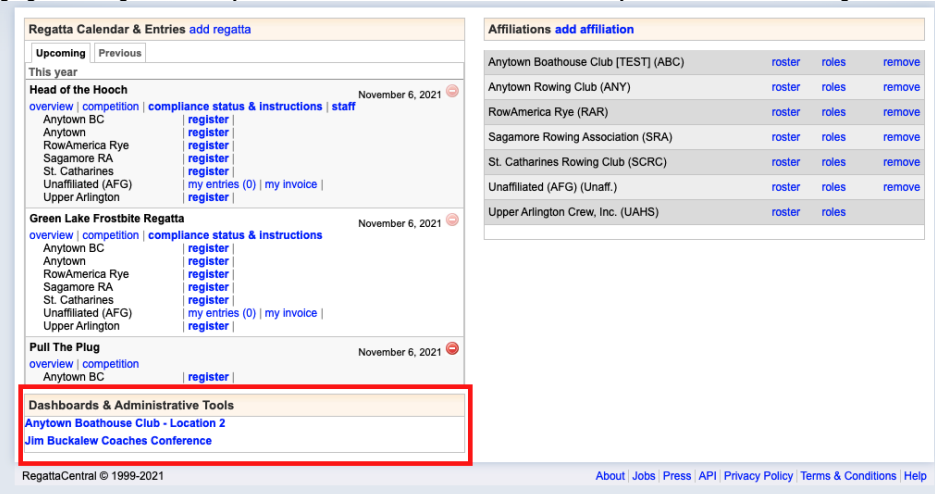 Regatta Calendar & Entries add regatta
Upcoming Previous
This year
Head of the Hooch November 6, 2021
overview | competition | compliance status & instructions | staff
Anytown BC | register |
Anytown | register |
RowAmerica Rye | register |
Sagamore RA | register |
St. Catharines | register |
Unaffiliated (AFG) | my entries (0) | my invoice |
Upper Arlington | register |
Green Lake Frostbite Regatta November 6, 2021
overview | competition | compliance status & instructions
Anytown BC | register |
Anytown | register |
RowAmerica Rye | register |
Sagamore RA | register |
St. Catharines | register |
Unaffiliated (AFG) | my entries (0) | my invoice |
Upper Arlington | register |
Pull The Plug November 6, 2021
overview | competition
Anytown BC | register |
Dashboards & Administrative Tools
Anytown Boathouse Club - Location 2
Jim Buckalew Coaches Conference
Affiliations add affiliation
Anytown Boathouse Club [TEST] (ABC) roster roles remove
Anytown Rowing Club (ANY) roster roles remove
RowAmerica Rye (RAR) roster roles remove
Sagamore Rowing Association (SRA) roster roles remove
St. Catharines Rowing Club (SCRC) roster roles remove
Unaffiliated (AFG) (Unaff.) roster roles remove
Upper Arlington Crew, Inc. (UAHS) roster roles
RegattaCentral © 1999-2021
About | Jobs | Press | API | Privacy Policy | Terms & Conditions | Help